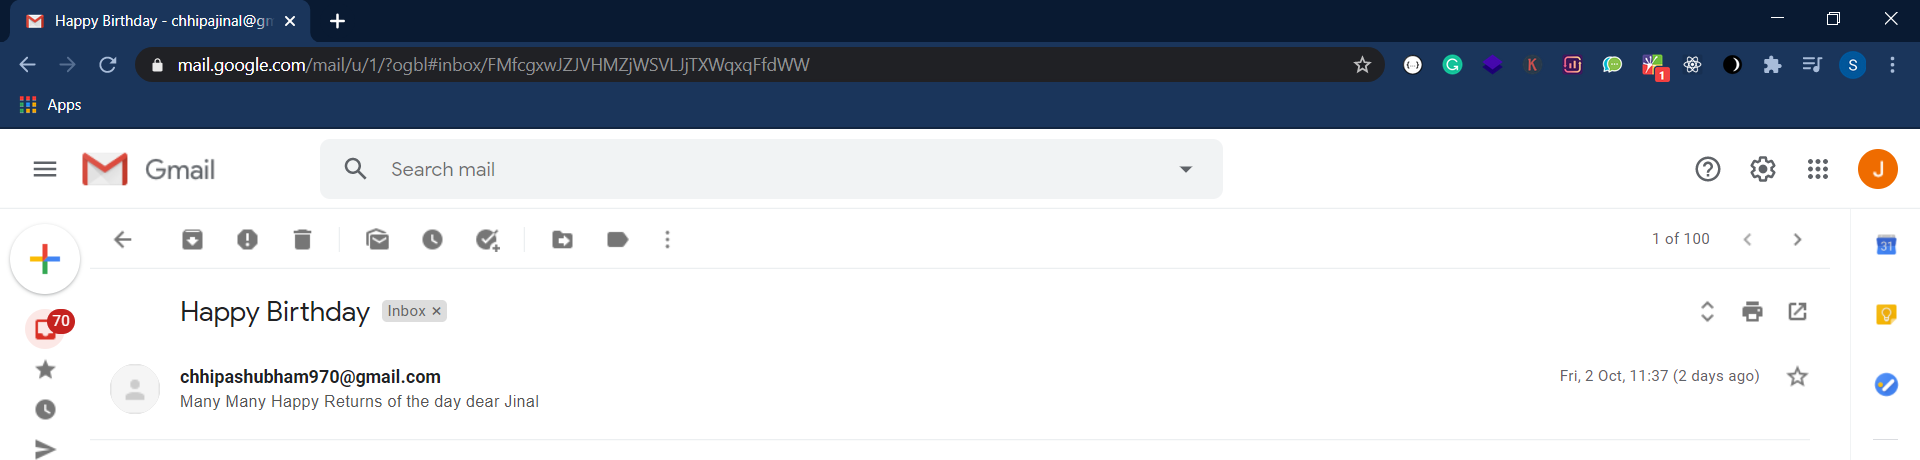 Happy Birthday - chhipajinal@gm
mail.google.com/mail/u/1/?ogbl#inbox/FMfcgxwJZJVHMZjWSVLJjTXWqxqFfdWW
K
1
S
Apps
Gmail
Search mail
J
1 of 100
31
Happy Birthday Inbox ×
70
chhipashubham970@gmail.com
Fri, 2 Oct, 11:37 (2 days ago)
Many Many Happy Returns of the day dear Jinal